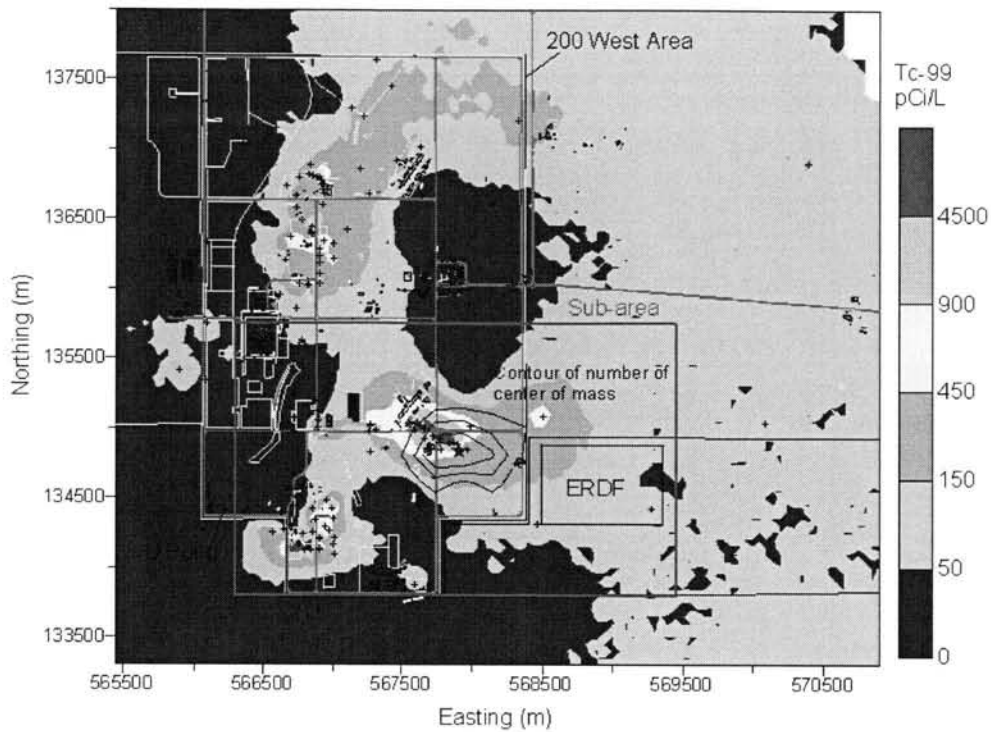 200 West Area
Tc-99
pCi/L
137500
136500
135500
134500
133500
Northing (m)
Sub-area
Contour of number of
center of mass
ERDF
4500
900
450
150
50
0
565500
566500
567500
568500
569500
570500
Easting (m)